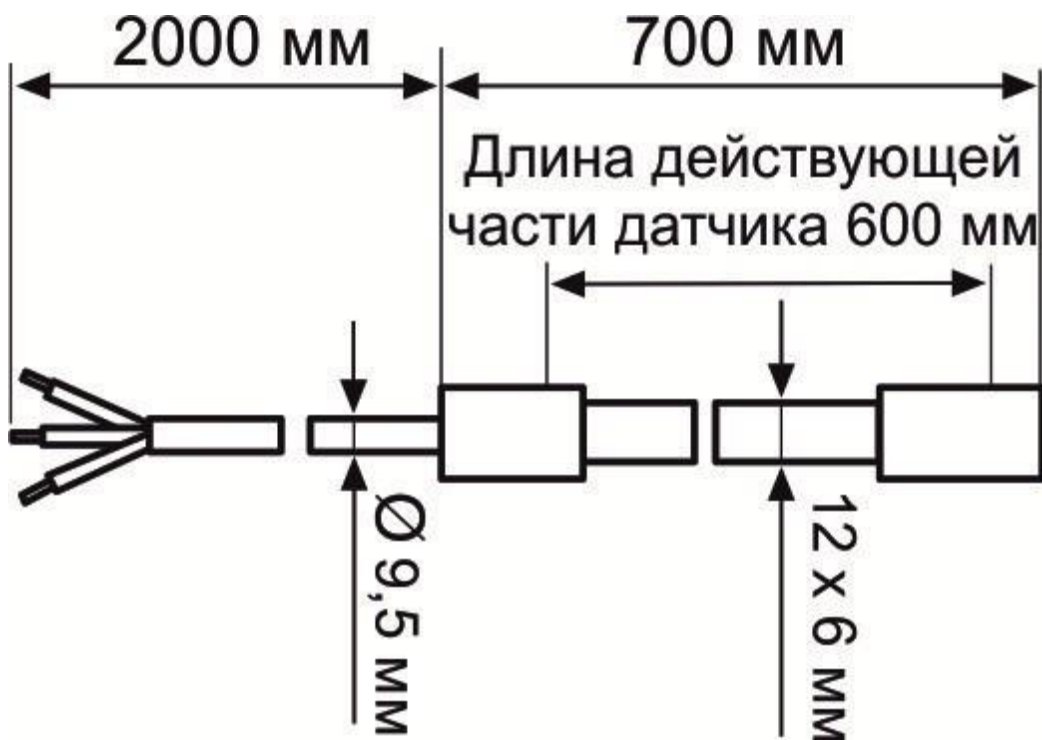 2000 мм
700 мм
Длина действующей
части датчика 600 мм
Ø 9,5 мм
12 x 6 мм